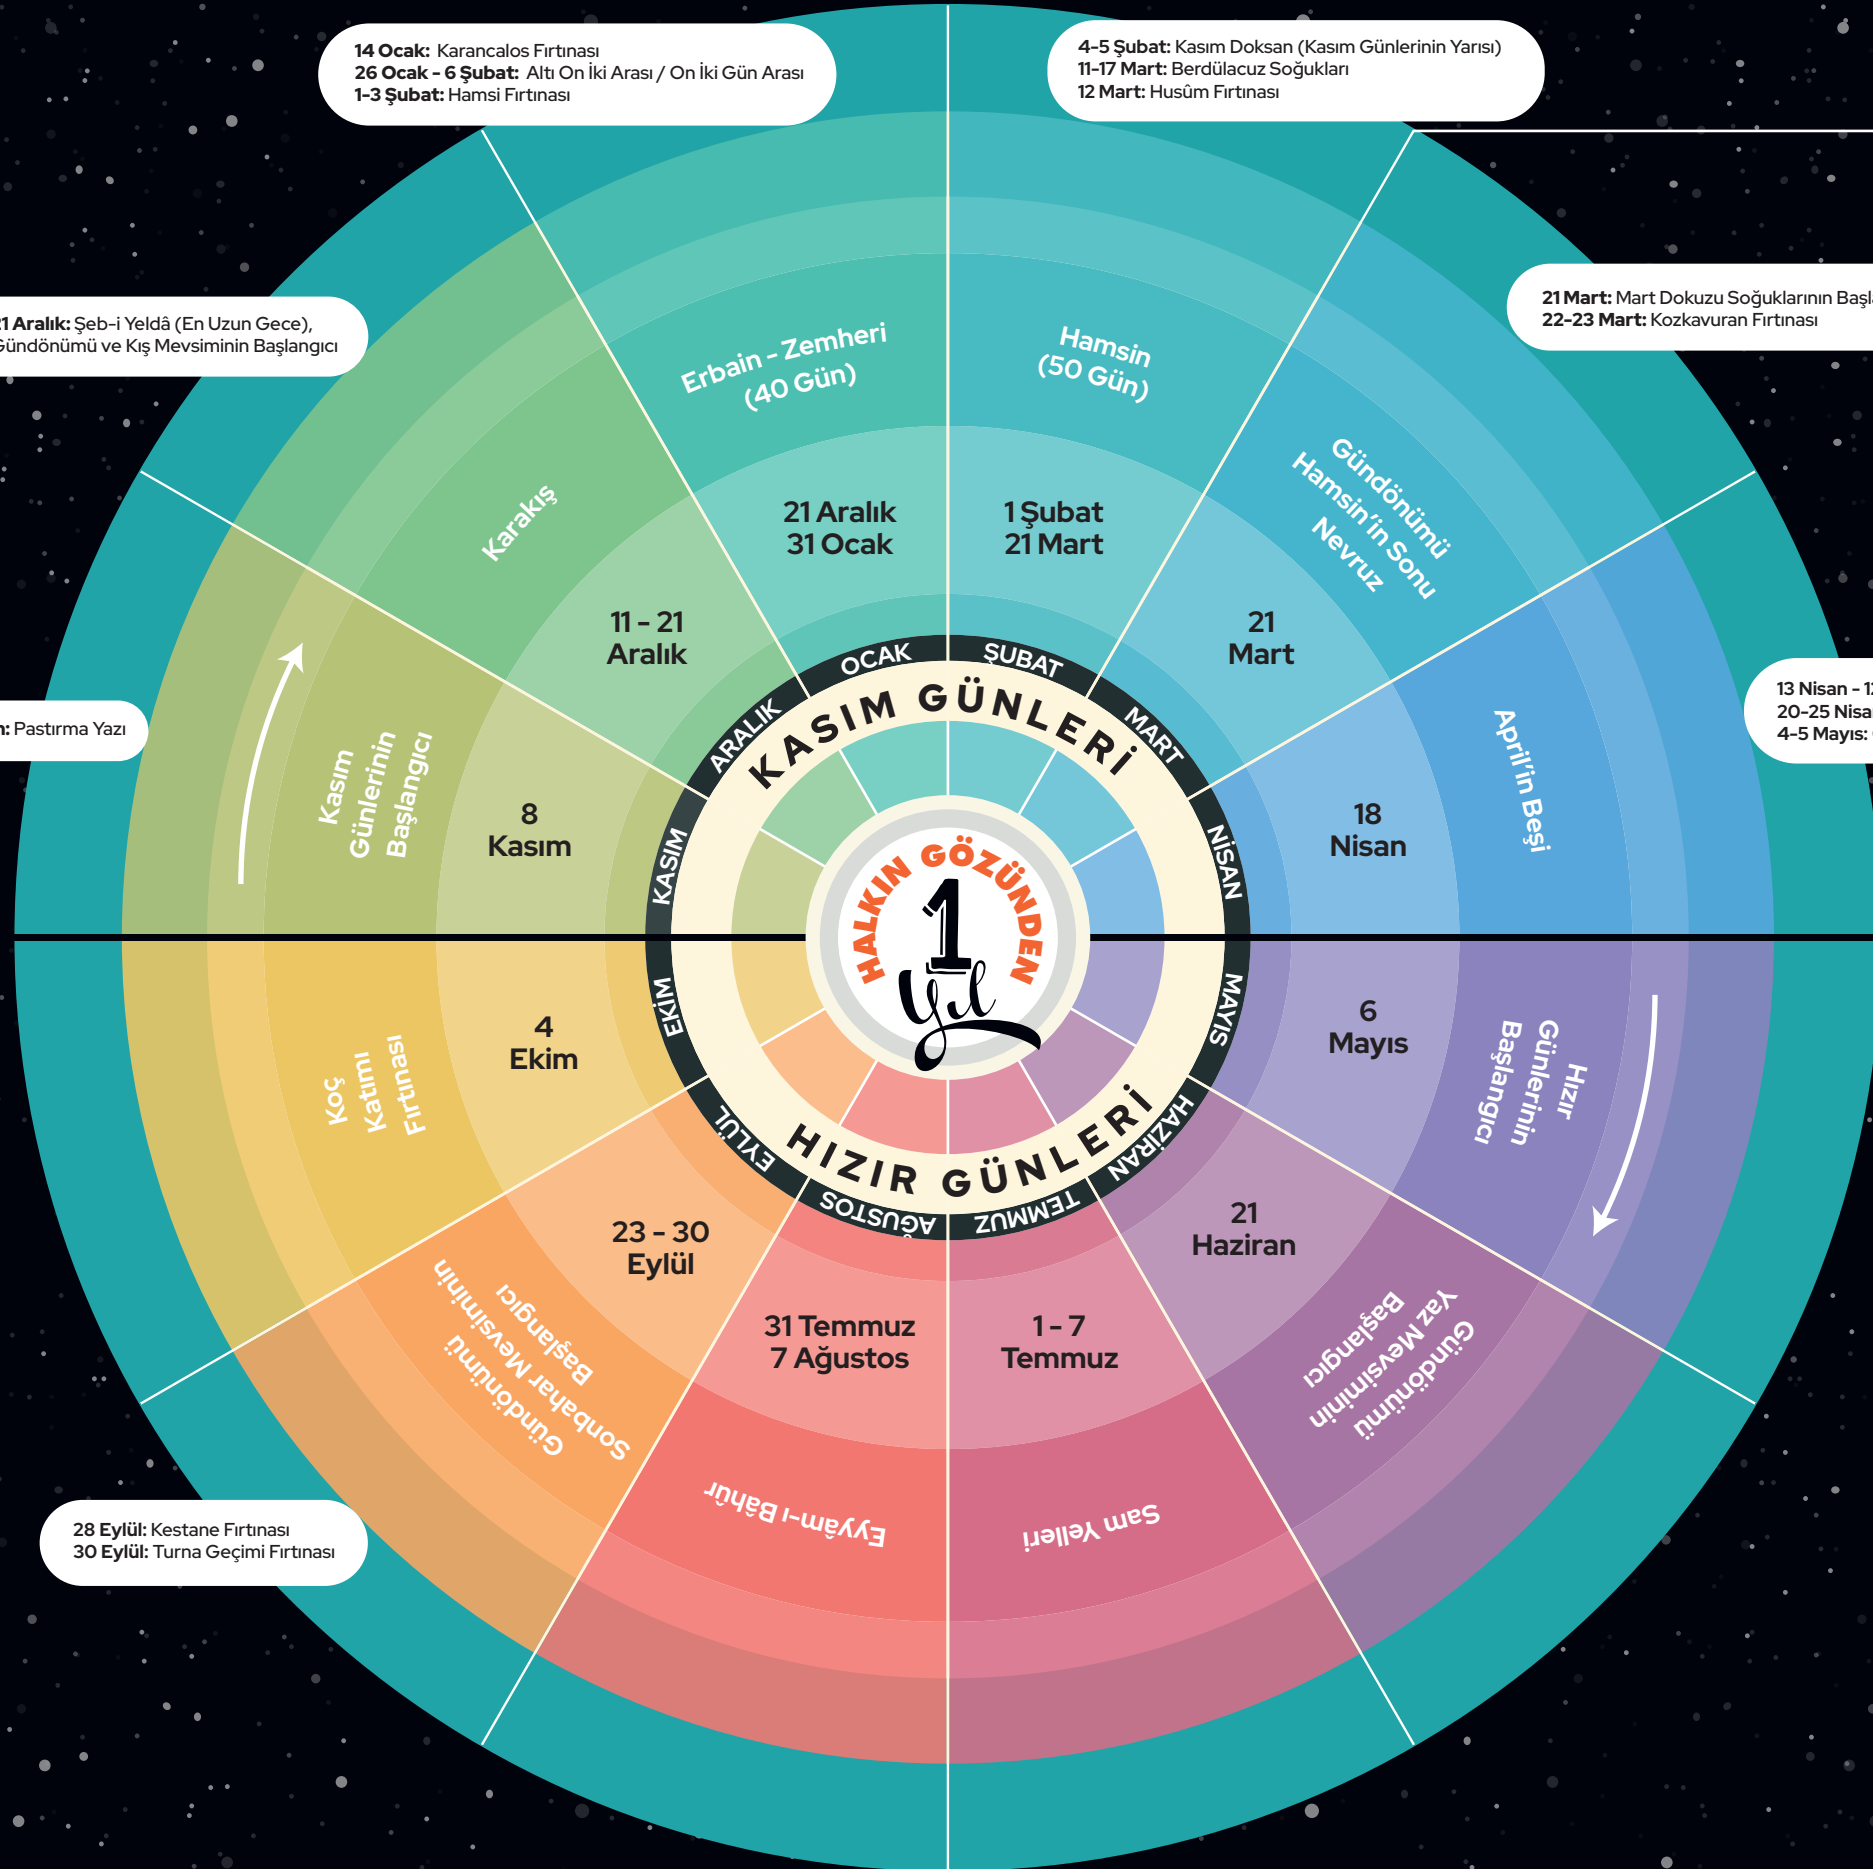 14 Ocak: Karancalos Fırtınası
26 Ocak - 6 Şubat: Altı On İki Arası / On İki Gün Arası
1-3 Şubat: Hamsi Fırtınası
4-5 Şubat: Kasım Doksan (Kasım Günlerinin Yarısı)
11-17 Mart: Berdülacuz Soğukları
12 Mart: Husûm Fırtınası
21 Mart: Mart Dokuzu Soğuklarının
22-23 Mart: Kozkavuran Fırtınası
Aralık: Şeb-i Yeldâ (En Uzun Gece),
Gündönümü ve Kış Mevsiminin Başlangıcı
Pastırma Yazı
13 Nisan -
20-25
4-5 Mayıs:
28 Eylül: Kestane Fırtınası
30 Eylül: Turna Geçimi Fırtınası
Erbain - Zemheri
(40 Gün)
21 Aralık
31 Ocak
OCAK
Hamsin
(50 Gün)
1 Şubat
21 Mart
ŞUBAT
Gündönümü
Hamsin'in Sonu
Nevruz
21
Mart
MART
April'in Beşi
18
Nisan
NİSAN
Hızır
Günlerinin
Başlangıcı
6
Mayıs
MAYIS
Gündönümü
Yaz Mevsiminin
Başlangıcı
21
Haziran
HAZİRAN
Sam Yelleri
1 - 7
Temmuz
TEMMUZ
Eyyâm-ı Bâhûr
31 Temmuz
7 Ağustos
AĞUSTOS
Gündönümü
Sonbahar Mevsiminin
Başlangıcı
23 - 30
Eylül
EYLÜL
Koç
Katımı
Fırtınası
4
Ekim
EKİM
Kasım
Günlerinin
Başlangıcı
8
Kasım
KASIM
Karakış
11 - 21
Aralık
ARALIK
KASIM GÜNLERİ
HIZIR GÜNLERİ
HALKIN GÖZÜNDEN
1
Yıl